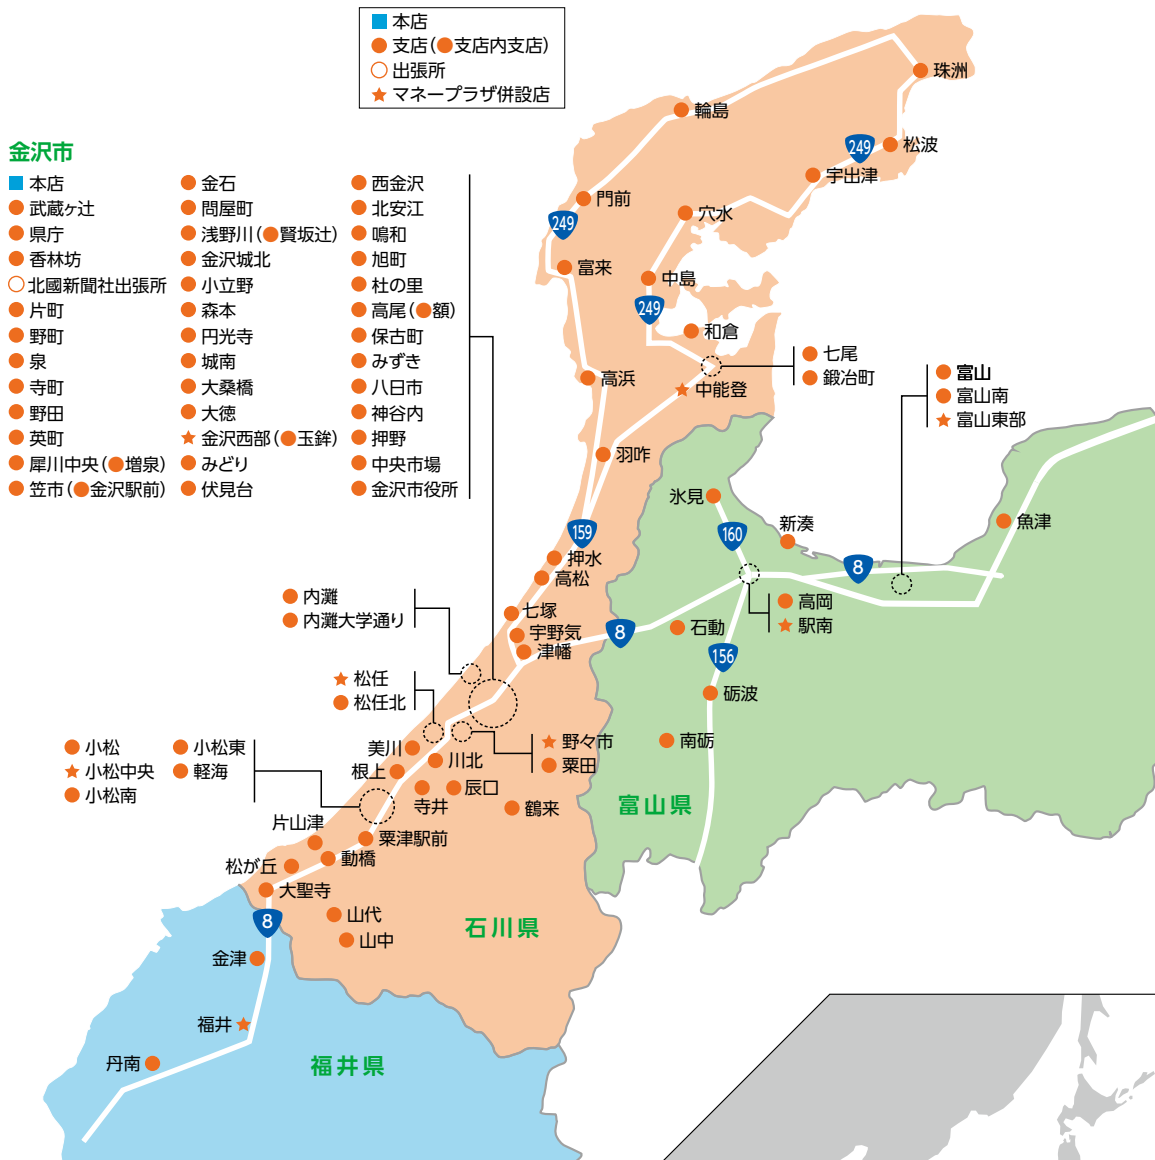 本店
支店(●支店内支店)
出張所
マネープラザ併設店
金沢市
本店
武蔵ヶ辻
県庁
香林坊
北國新聞社出張所
片町
野町
泉
寺町
野田
英町
犀川中央(●増泉)
笠市(●金沢駅前)
金石
問屋町
浅野川(●賢坂辻)
金沢城北
小立野
森本
円光寺
城南
大桑橋
大徳
金沢西部(●玉鉾)
みどり
伏見台
西金沢
北安江
鳴和
旭町
杜の里
高尾(●額)
保古町
みずき
八日市
神谷内
押野
中央市場
金沢市役所
珠洲
輪島
249
松波
宇出津
門前
249
穴水
富来
中島
249
和倉
七尾
鍛冶町
高浜
中能登
富山
富山南
富山東部
羽咋
氷見
魚津
159
160
新湊
押水
高松
8
内灘
内灘大学通り
七塚
宇野気
津幡
8
石動
高岡
駅南
156
松任
松任北
砺波
小松
小松中央
小松南
小松東
軽海
美川
根上
川北
野々市
粟田
南砺
寺井
辰口
鶴来
富山県
片山津
粟津駅前
松が丘
動橋
大聖寺
8
山代
山中
石川県
金津
福井
丹南
福井県